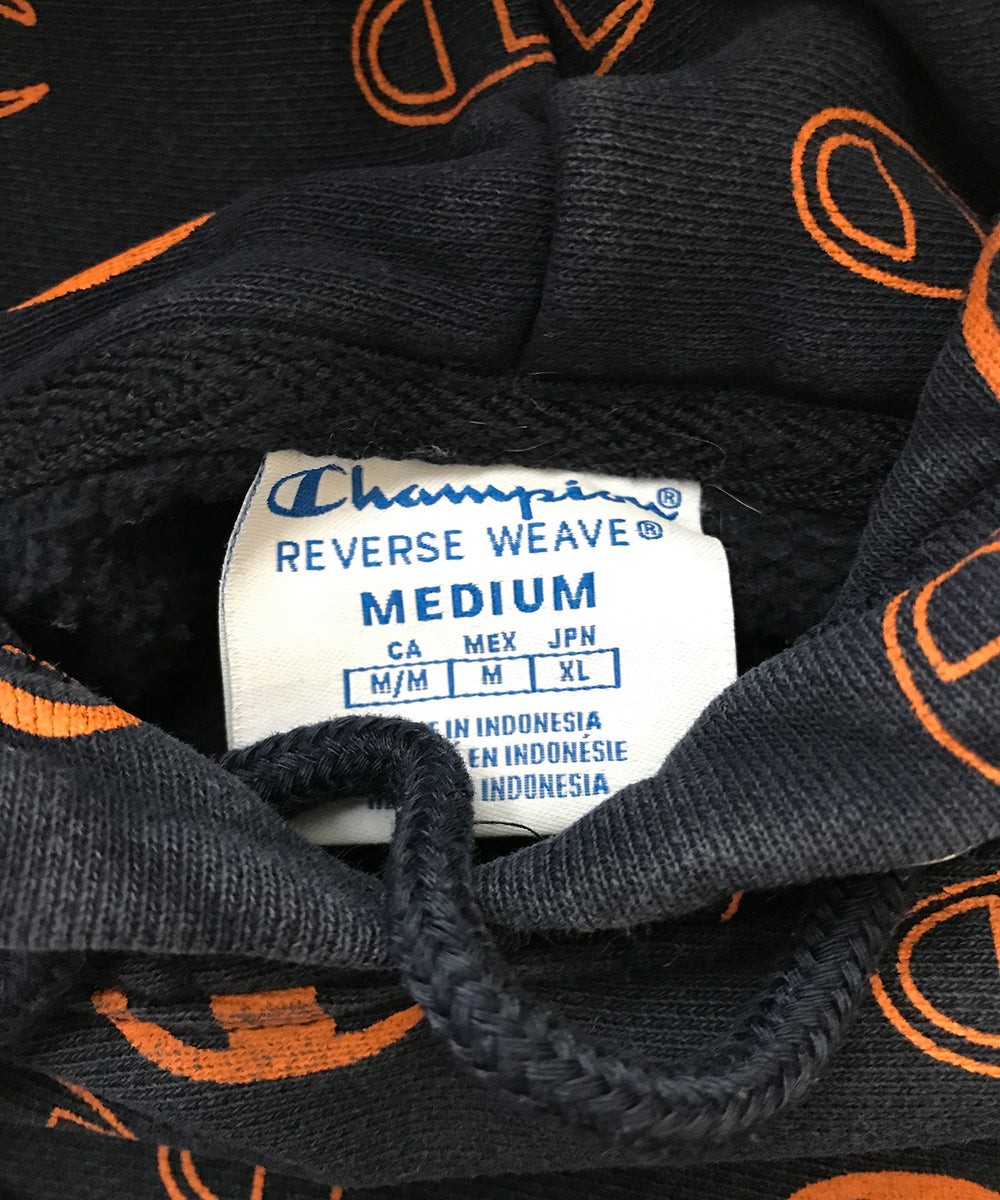 Champion®
REVERSE WEAVE®
MEDIUM
CA MEX JPN
M/M M XL
IN INDONESIA
EN INDONÉSIE
INDONESIA